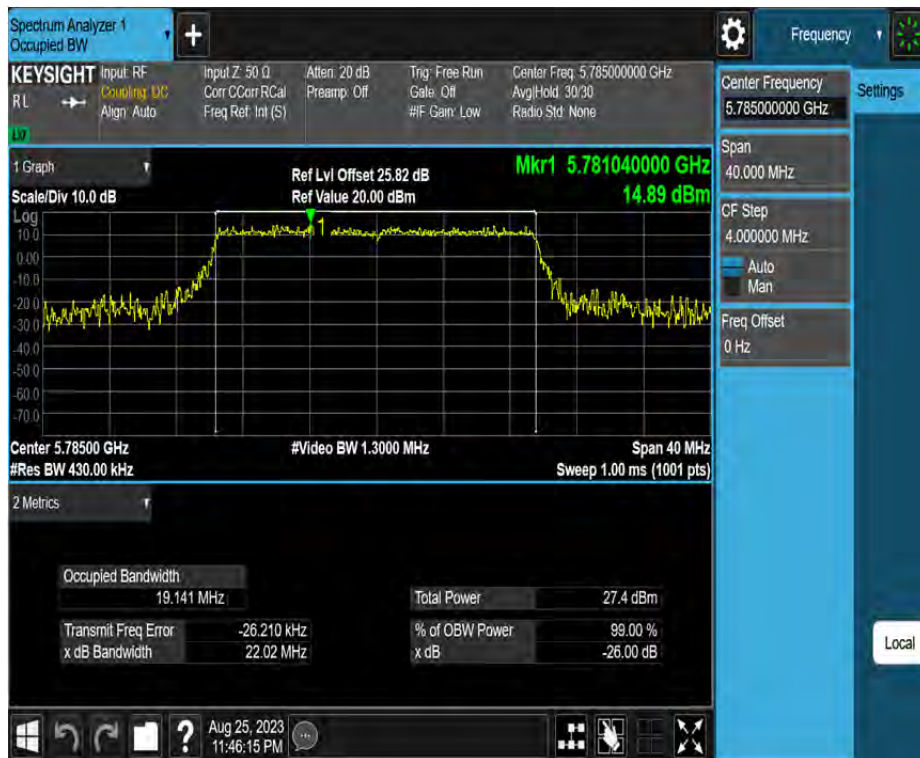 Spectrum Analyzer 1
Occupied BW
+
Frequency
KEYSIGHT
RL
LXI
Input: RF
Coupling: DC
Align: Auto
Input Z: 50 Ω
Corr CCorr RCal
Freq Ref: Int (S)
Atten: 20 dB
Preamp: Off
Trig: Free Run
Gate: Off
#IF Gain: Low
Center Freq: 5.785000000 GHz
Avg|Hold: 30/30
Radio Std: None
Center Frequency
5.785000000 GHz
Settings
Span
40.000 MHz
CF Step
4.000000 MHz
Auto
Man
Freq Offset
0 Hz
Local
1 Graph
Scale/Div 10.0 dB
Ref Lvl Offset 25.82 dB
Ref Value 20.00 dBm
Mkr1 5.781040000 GHz
14.89 dBm
Log
10.0
0.00
-10.0
-20.0
-30.0
-40.0
-50.0
-60.0
-70.0
1
Center 5.78500 GHz
#Video BW 1.3000 MHz
Span 40 MHz
#Res BW 430.00 kHz
Sweep 1.00 ms (1001 pts)
2 Metrics
Occupied Bandwidth
19.141 MHz
Total Power 27.4 dBm
Transmit Freq Error -26.210 kHz
% of OBW Power 99.00 %
x dB Bandwidth 22.02 MHz
x dB -26.00 dB
?
Aug 25, 2023
11:46:15 PM